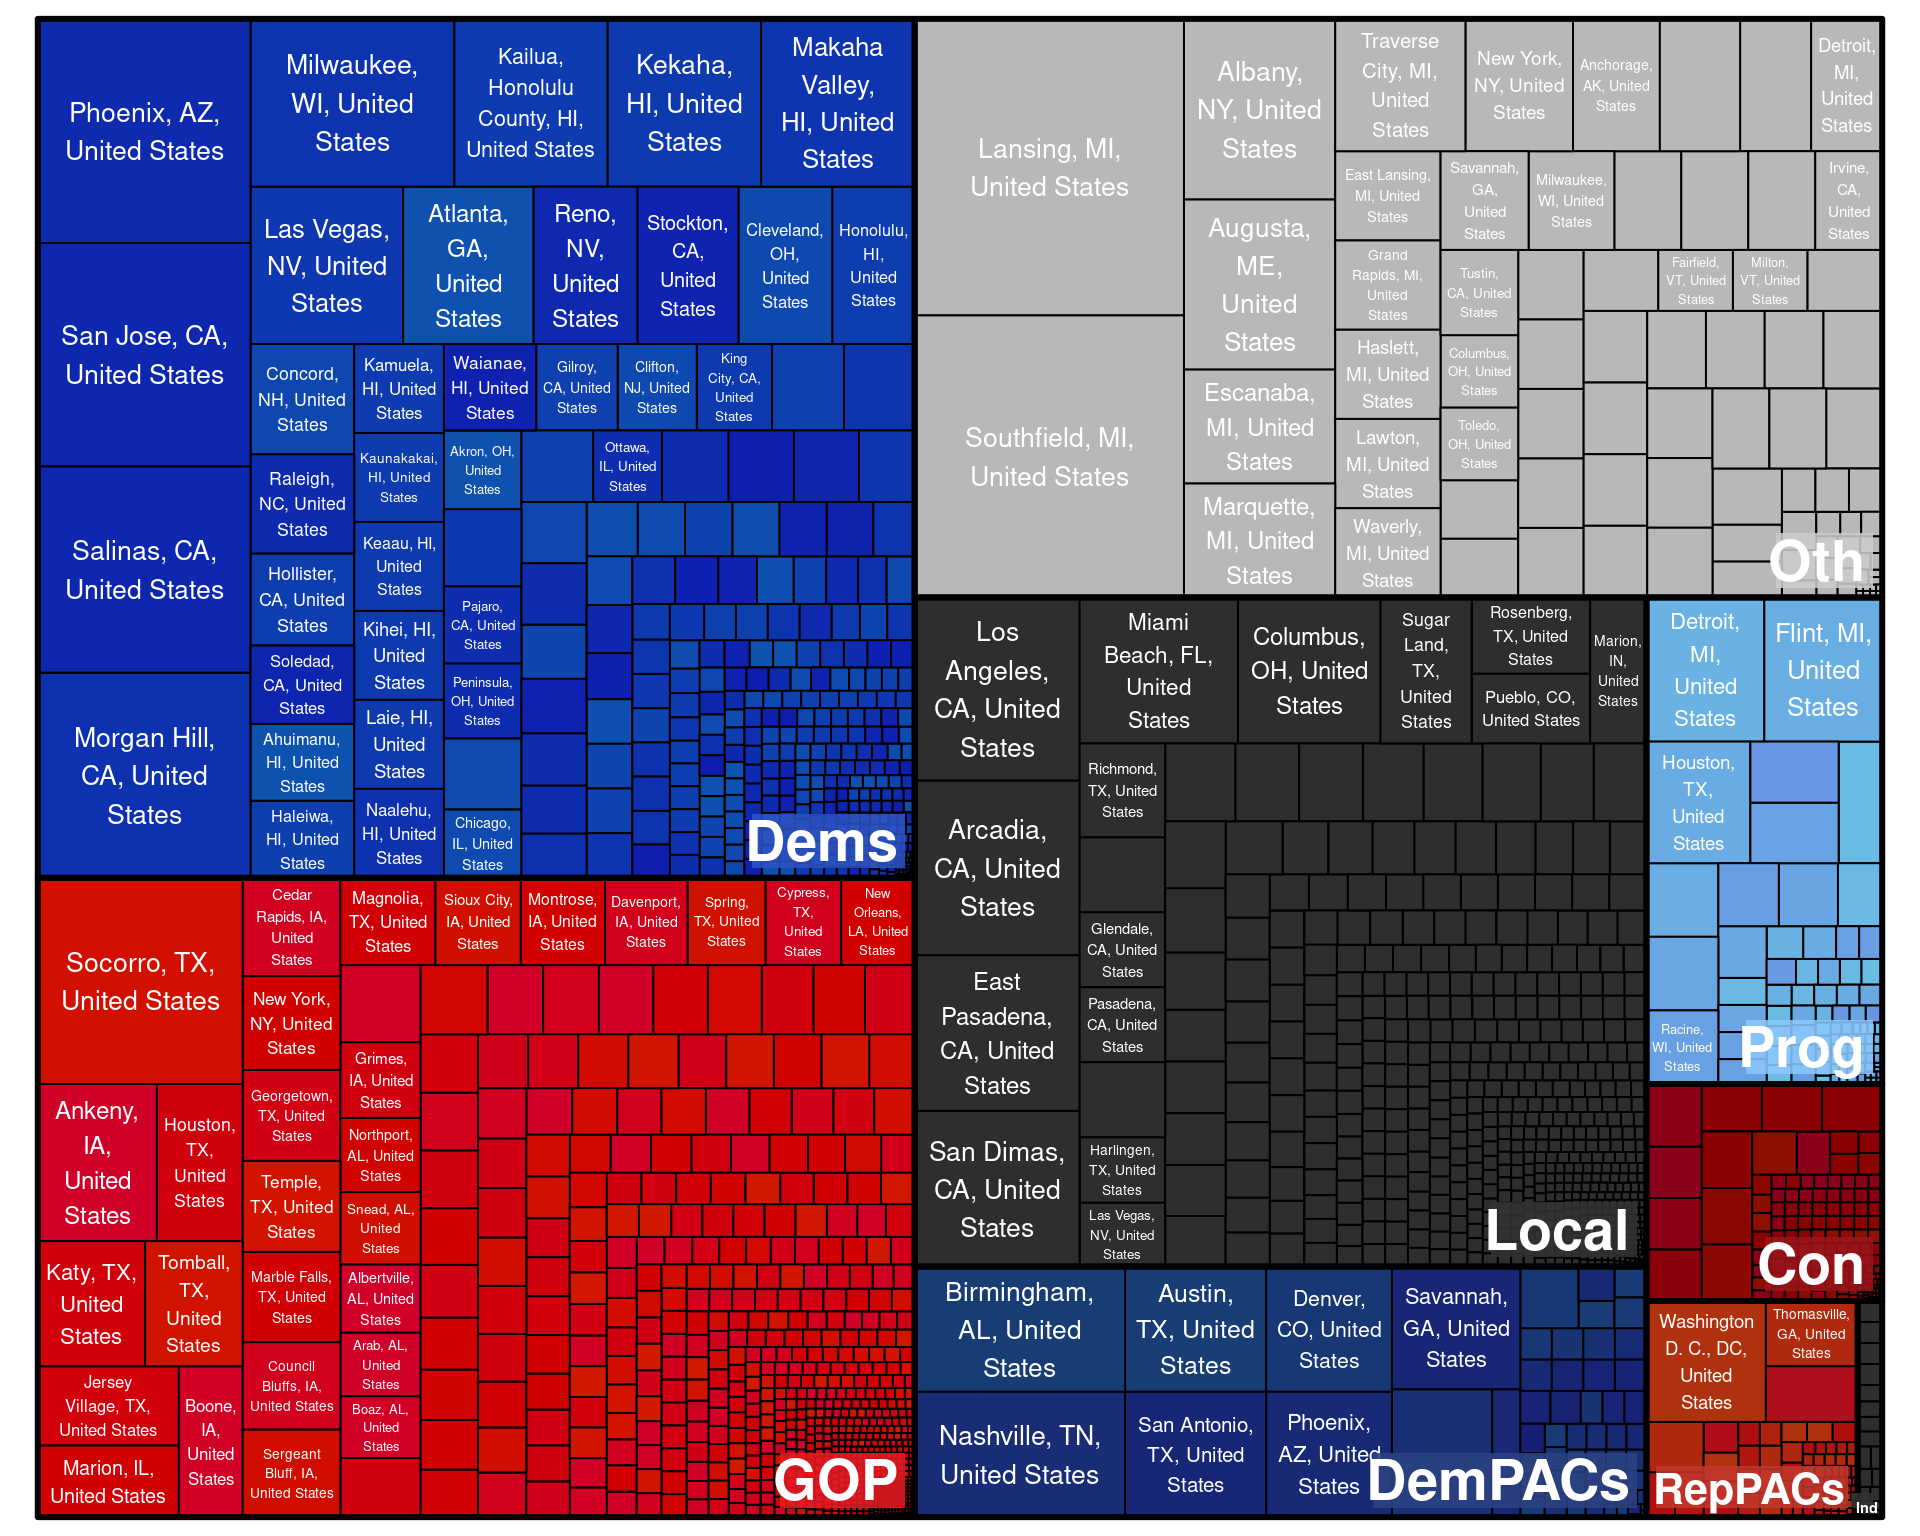 Phoenix, AZ,
United States
San Jose, CA,
United States
Salinas, CA,
United States
Morgan Hill,
CA, United
States
Milwaukee,
WI, United
States
Kailua,
Honolulu
County, HI,
United States
Kekaha,
HI, United
States
Makaha
Valley,
HI, United
States
Las Vegas,
NV, United
States
Atlanta,
GA,
United
States
Reno,
NV,
United
States
Stockton,
CA,
United
States
Cleveland,
OH,
United
States
Honolulu,
HI,
United
States
Concord,
NH, United
States
Raleigh,
NC, United
States
Hollister,
CA, United
States
Soledad,
CA, United
States
Ahuimanu,
HI, United
States
Haleiwa,
HI, United
States
Kamuela,
HI, United
States
Kaunakakai,
HI, United
States
Keaau, HI,
United
States
Kihei, HI,
United
States
Laie, HI,
United
States
Naalehu,
HI, United
States
Waianae,
HI, United
States
Gilroy,
CA, United
States
Clifton,
NJ, United
States
King
City, CA,
United
States
Akron, OH,
United
States
Ottawa,
IL, United
States
Pajaro,
CA, United
States
Peninsula,
OH, United
States
Chicago,
IL, United
States
Dems
Socorro, TX,
United States
Ankeny,
IA,
United
States
Houston,
TX,
United
States
Katy, TX,
United
States
Tomball,
TX,
United
States
Jersey
Village, TX,
United States
Marion, IL,
United States
Boone,
IA,
United
States
Cedar
Rapids, IA,
United
States
New York,
NY, United
States
Georgetown,
TX, United
States
Temple,
TX, United
States
Marble Falls,
TX, United
States
Council
Bluffs, IA,
United States
Sergeant
Bluff, IA,
United States
Magnolia,
TX, United
States
Sioux City,
IA, United
States
Montrose,
IA, United
States
Davenport,
IA, United
States
Spring,
TX, United
States
Cypress,
TX,
United
States
New
Orleans,
LA, United
States
Grimes,
IA, United
States
Northport,
AL, United
States
Snead, AL,
United
States
Albertville,
AL, United
States
Arab, AL,
United
States
Boaz, AL,
United
States
GOP
Lansing, MI,
United States
Southfield, MI,
United States
Albany,
NY, United
States
Augusta,
ME,
United
States
Escanaba,
MI, United
States
Marquette,
MI, United
States
Traverse
City, MI,
United
States
New York,
NY, United
States
Anchorage,
AK, United
States
Detroit,
MI,
United
States
East Lansing,
MI, United
States
Grand
Rapids, MI,
United
States
Haslett,
MI, United
States
Lawton,
MI, United
States
Waverly,
MI, United
States
Savannah,
GA,
United
States
Milwaukee,
WI, United
States
Irvine,
CA,
United
States
Tustin,
CA, United
States
Columbus,
OH, United
States
Toledo,
OH, United
States
Fairfield,
VT, United
States
Milton,
VT, United
States
Oth
Los
Angeles,
CA, United
States
Arcadia,
CA, United
States
East
Pasadena,
CA, United
States
San Dimas,
CA, United
States
Miami
Beach, FL,
United
States
Columbus,
OH, United
States
Sugar
Land,
TX,
United
States
Rosenberg,
TX, United
States
Pueblo, CO,
United States
Marion,
IN,
United
States
Richmond,
TX, United
States
Glendale,
CA, United
States
Pasadena,
CA, United
States
Harlingen,
TX, United
States
Las Vegas,
NV, United
States
Local
Detroit,
MI,
United
States
Flint, MI,
United
States
Houston,
TX,
United
States
Racine,
WI, United
States
Prog
Con
Birmingham,
AL, United
States
Nashville, TN,
United States
Austin,
TX, United
States
San Antonio,
TX, United
States
Denver,
CO, United
States
Phoenix,
AZ, United
States
Savannah,
GA, United
States
DemPACs
Washington
D. C., DC,
United
States
Thomasville,
GA, United
States
RepPACs
Ind